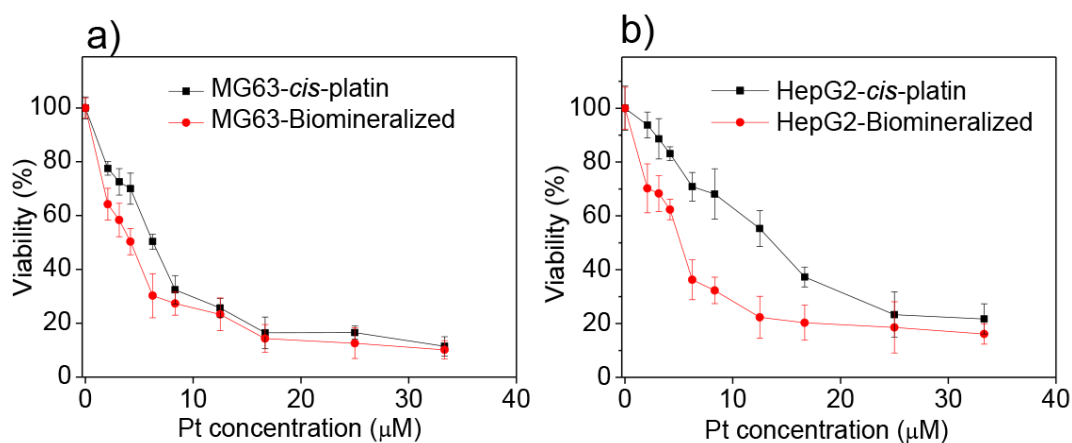 a)
MG63-cis-platin
MG63-Biomineralized
100
80
60
40
20
0
Viability (%)
0 10 20 30 40
Pt concentration (μM)
b)
HepG2-cis-platin
HepG2-Biomineralized
100
80
60
40
20
0
Viability (%)
0 10 20 30 40
Pt concentration (μM)